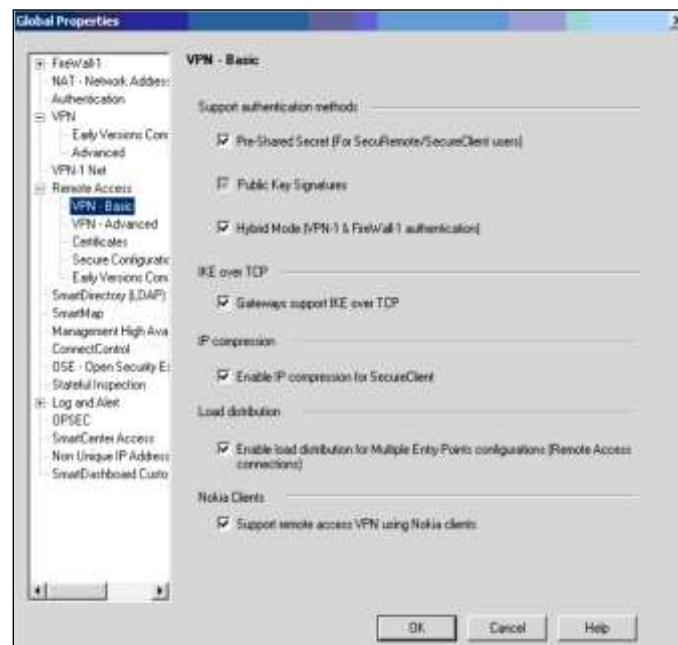 Global Properties
FireWall-1
NAT - Network Address
Authentication
VPN
Early Versions Com
Advanced
VPN-1 Net
Remote Access
VPN - Basic
VPN - Advanced
Certificates
Secure Configuratio
Early Versions Com
SmartDirectory (LDAP)
SmartMap
Management High Ava
ConnectControl
OSE - Open Security E
Stateful Inspection
Log and Alert
OPSEC
SmartCenter Access
Non Unique IP Address
SmartDashboard Custo
VPN - Basic
Support authentication methods
Pre-Shared Secret (For SecuRemote/SecureClient users)
Public Key Signatures
Hybrid Mode (VPN-1 & FireWall-1 authentication)
IKE over TCP
Gateways support IKE over TCP
IP compression
Enable IP compression for SecureClient
Load distribution
Enable load distribution for Multiple Entry Points configurations (Remote Access
connections)
Nokia Clients
Support remote access VPN using Nokia clients
OK
Cancel
Help